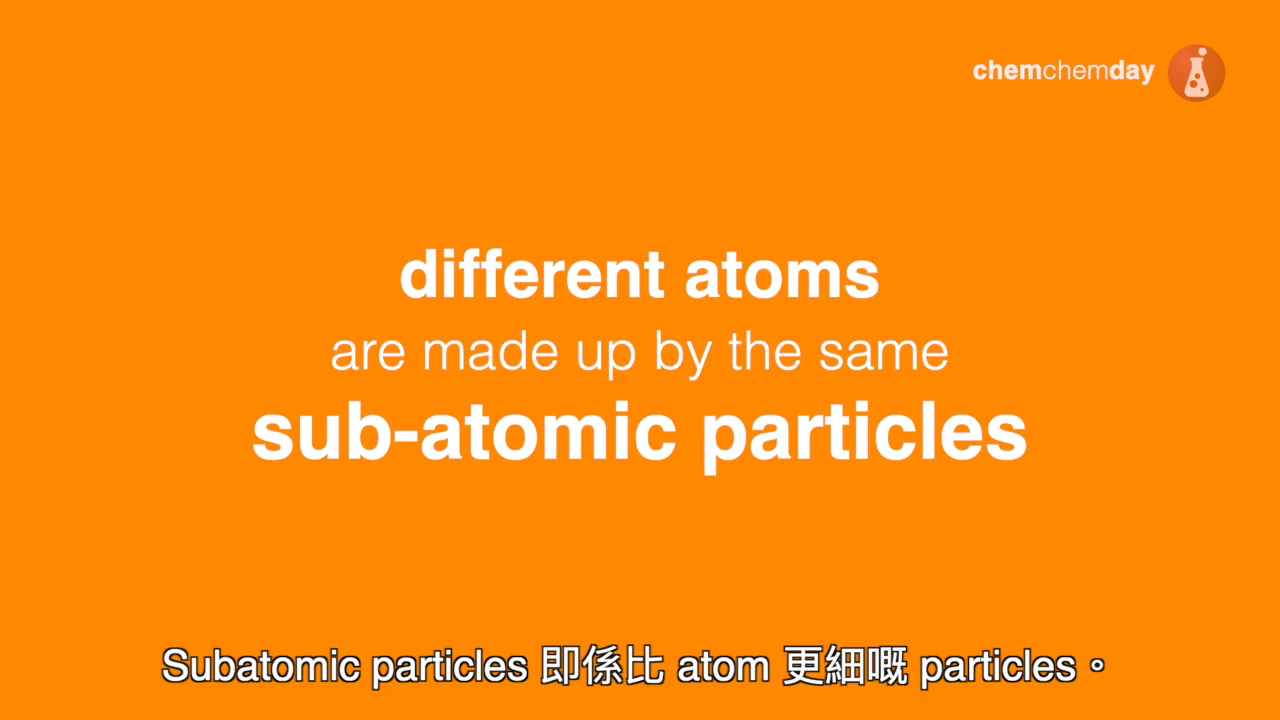 chemchemday
different atoms
are made up by the same
sub-atomic particles
Subatomic particles 即係比 atom 更細嘅 particles。